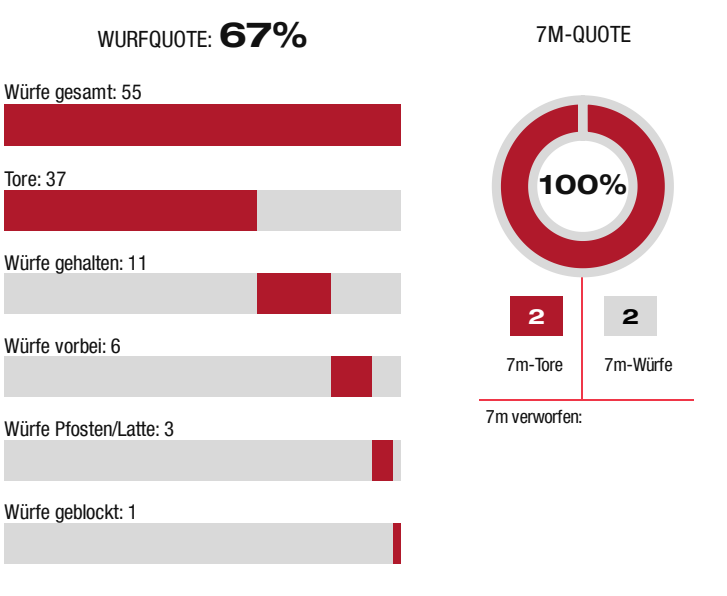 WURFQUOTE: 67%
Würfe gesamt: 55
Tore: 37
Würfe gehalten: 11
Würfe vorbei: 6
Würfe Pfosten/Latte: 3
Würfe geblockt: 1
7M-QUOTE
100%
2 2
7m-Tore 7m-Würfe
7m verworfen: